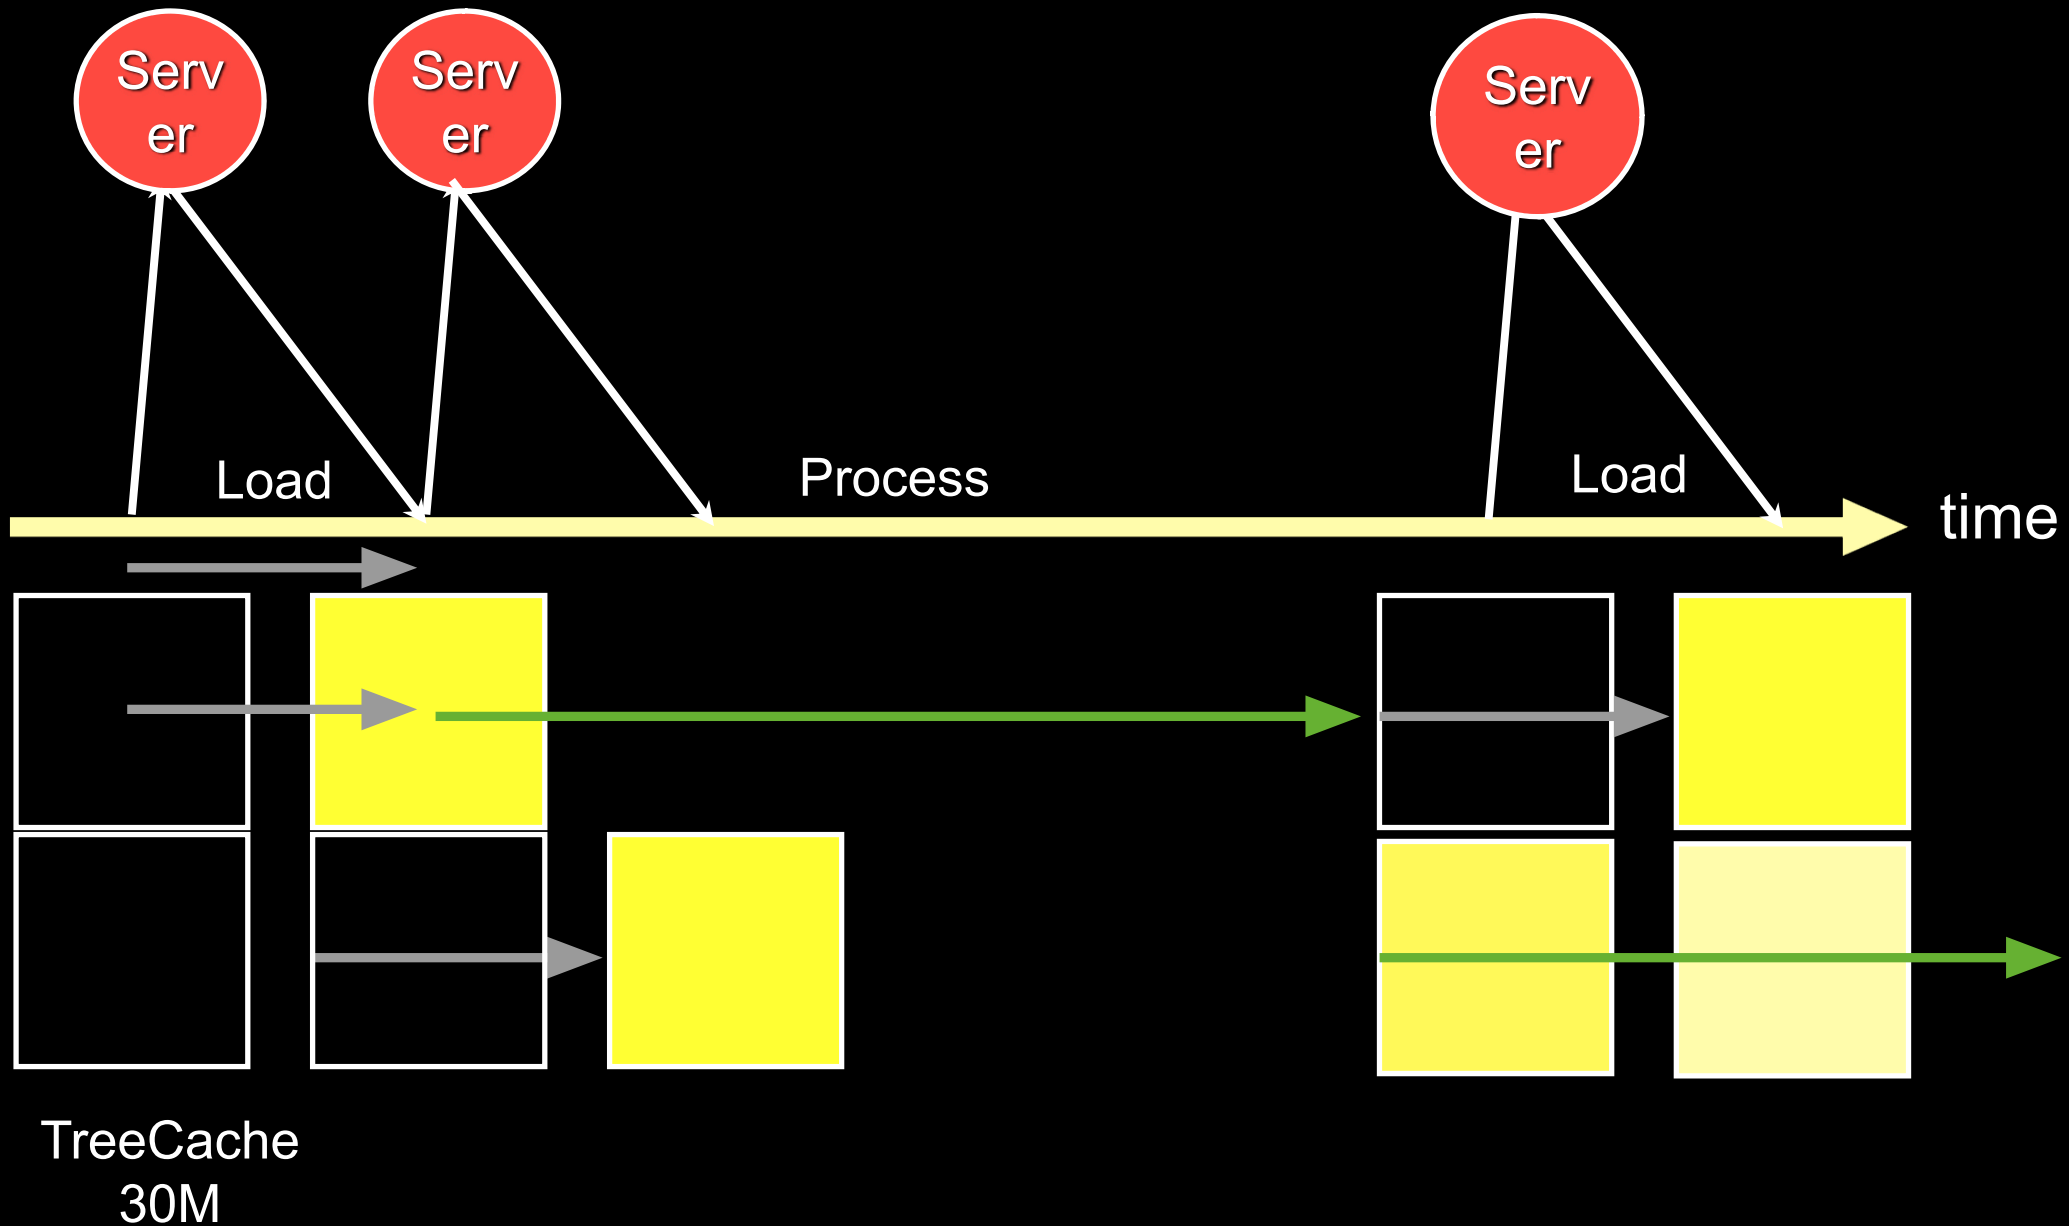 Serv
er
Serv
er
Serv
er
Load
Process
Load
time
TreeCache
30M